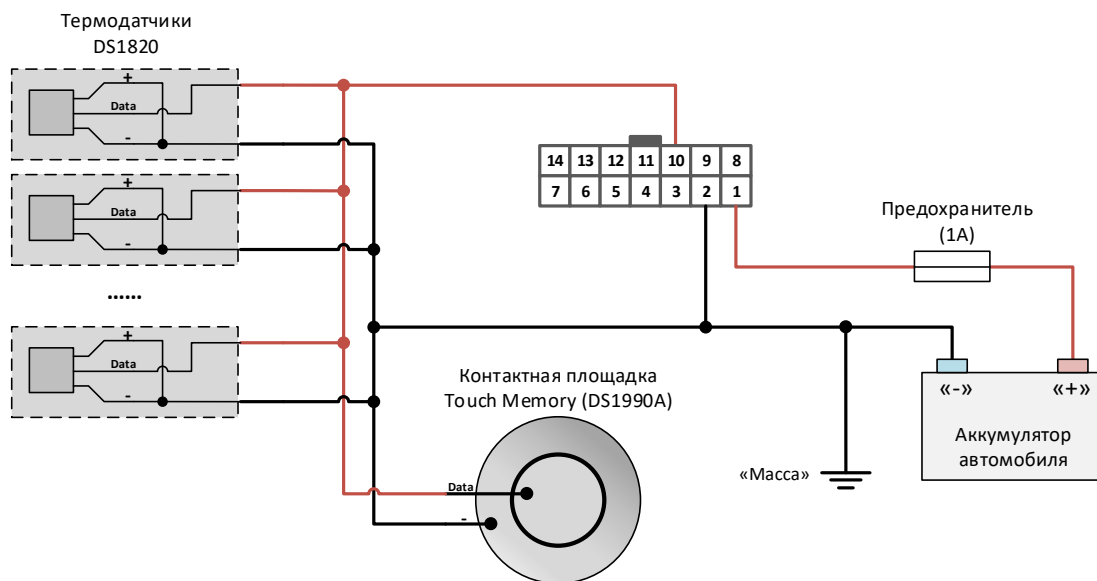 Термодатчики
DS1820
+
Data
-
+
Data
-
......
+
Data
-
14 13 12 11 10 9 8
7 6 5 4 3 2 1
Предохранитель
(1А)
Контактная площадка
Touch Memory (DS1990A)
Data
-
«Масса»
«-» «+»
Аккумулятор
автомобиля